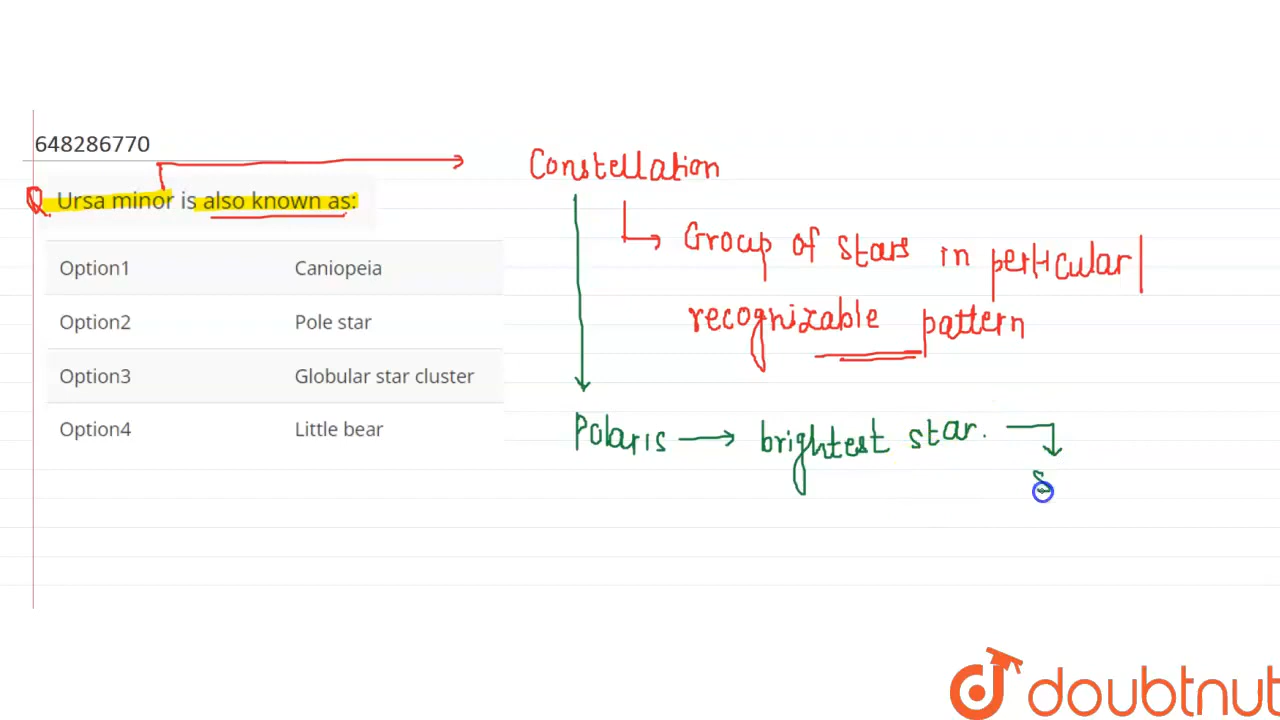 648286770
Q Ursa minor is also known as:
Option1 Caniopeia
Option2 Pole star
Option3 Globular star cluster
Option4 Little bear
Constellation
Group of stars in perticular
recognizable pattern
Polaris → brightest star.
S
doubtnut